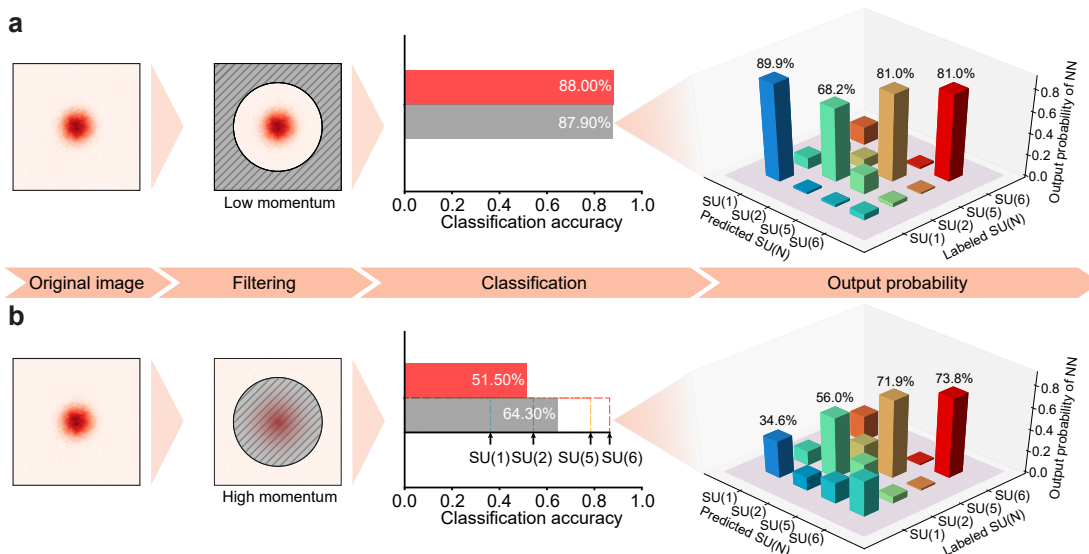 a
Low momentum
88.00%
87.90%
0.0 0.2 0.4 0.6 0.8 1.0
Classification accuracy
89.9%
68.2%
81.0%
81.0%
0.8
0.6
0.4
0.2
0.0
Output probability of NN
SU(1)
SU(2)
SU(5)
SU(6)
Predicted SU(N)
SU(1)
SU(2)
SU(5)
SU(6)
Labeled SU(N)
Original image
Filtering
Classification
Output probability
b
High momentum
51.50%
64.30%
SU(1) SU(2) SU(5) SU(6)
0.0 0.2 0.4 0.6 0.8 1.0
Classification accuracy
34.6%
56.0%
71.9%
73.8%
0.8
0.6
0.4
0.2
0.0
Output probability of NN
SU(1)
SU(2)
SU(5)
SU(6)
Predicted SU(N)
SU(1)
SU(2)
SU(5)
SU(6)
Labeled SU(N)